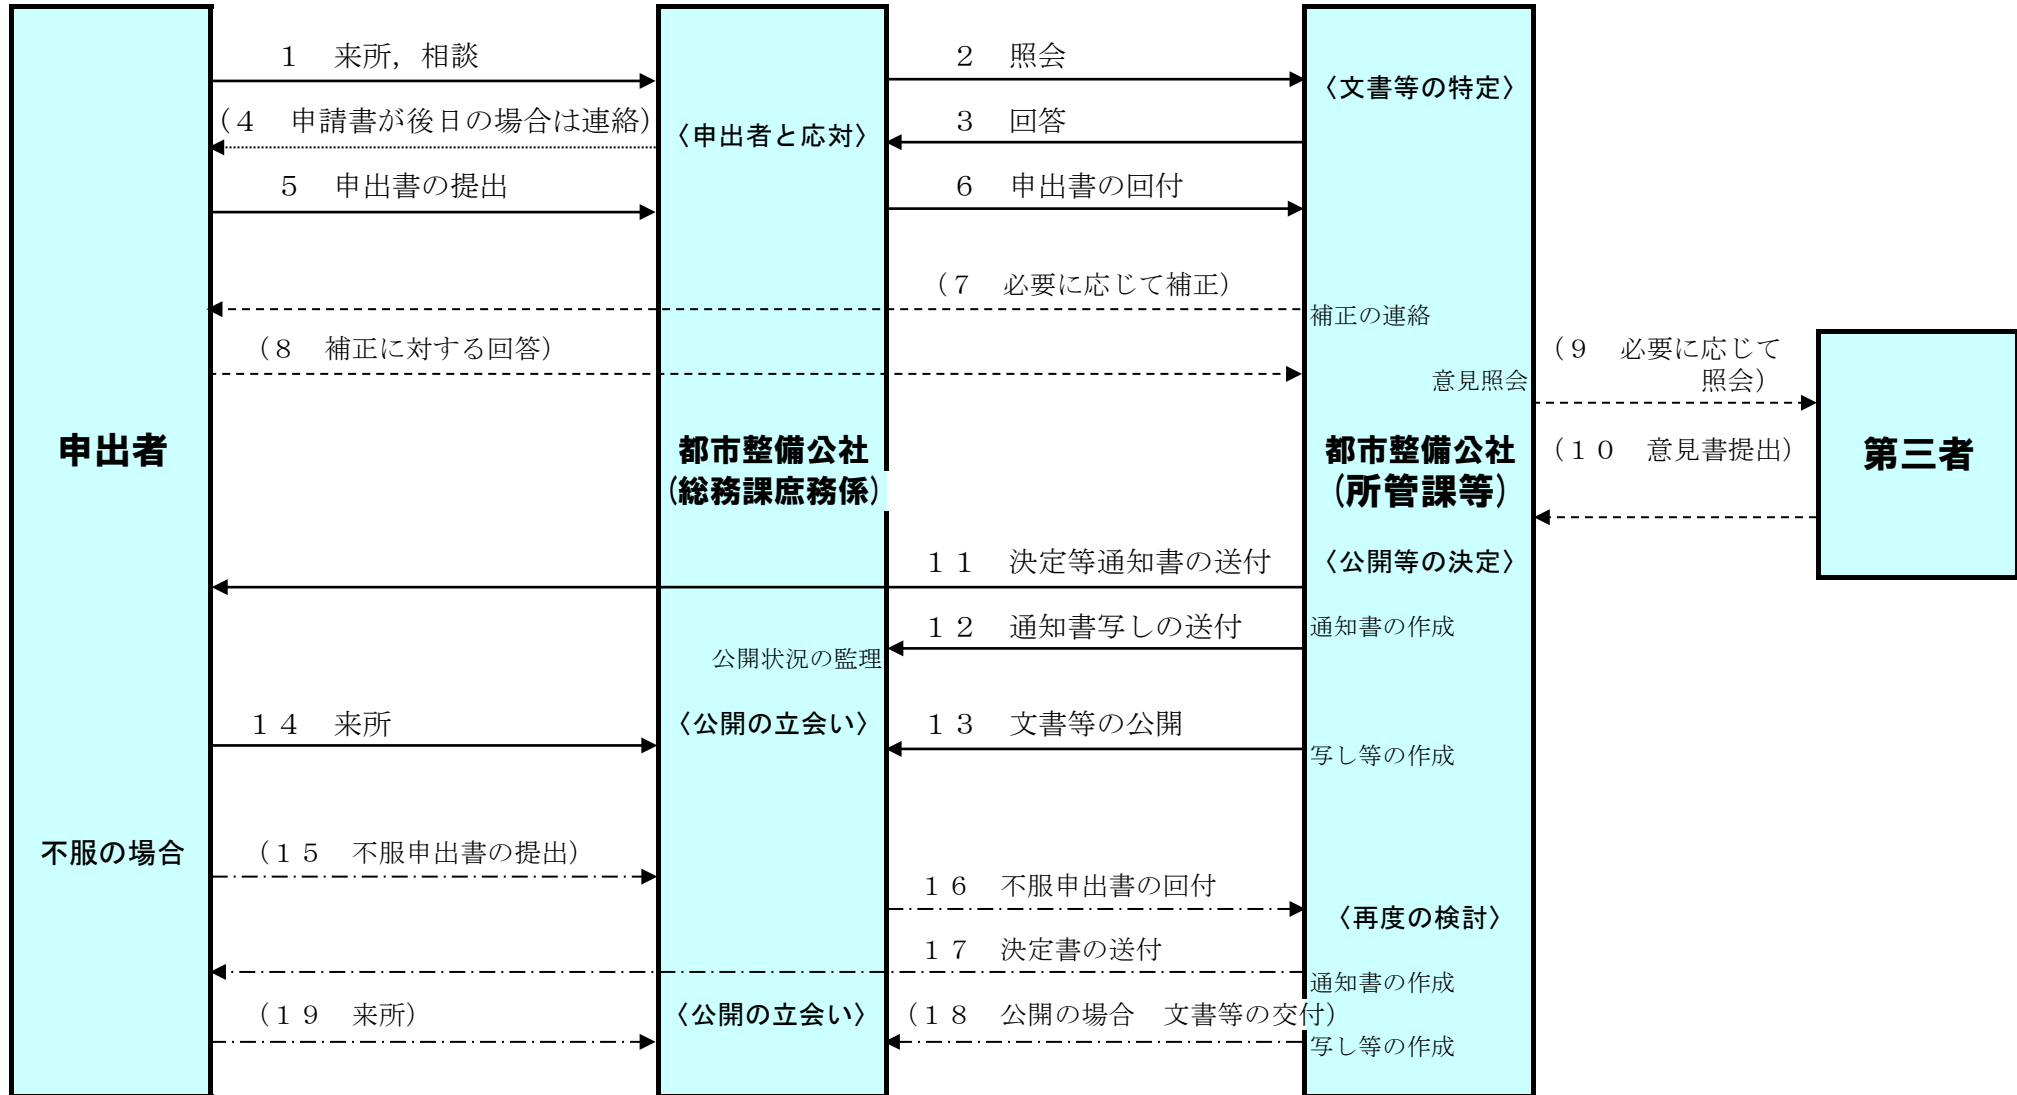 １　来所，相談
２　照会
〈文書等の特定〉
（４　申請書が後日の場合は連絡）
〈申出者と応対〉
３　回答
５　申出書の提出
６　申出書の回付
（７　必要に応じて補正）
補正の連絡
（８　補正に対する回答）
（９　必要に応じて
照会）
意見照会
申出者
都市整備公社
（総務課庶務係）
都市整備公社
（所管課等）
（１０　意見書提出）
第三者
１１　決定等通知書の送付
〈公開等の決定〉
１２　通知書写しの送付
通知書の作成
公開状況の監理
１４　来所
〈公開の立会い〉
１３　文書等の公開
写し等の作成
不服の場合
（１５　不服申出書の提出）
１６　不服申出書の回付
〈再度の検討〉
１７　決定書の送付
通知書の作成
（１９　来所）
〈公開の立会い〉
（１８　公開の場合　文書等の交付）
写し等の作成